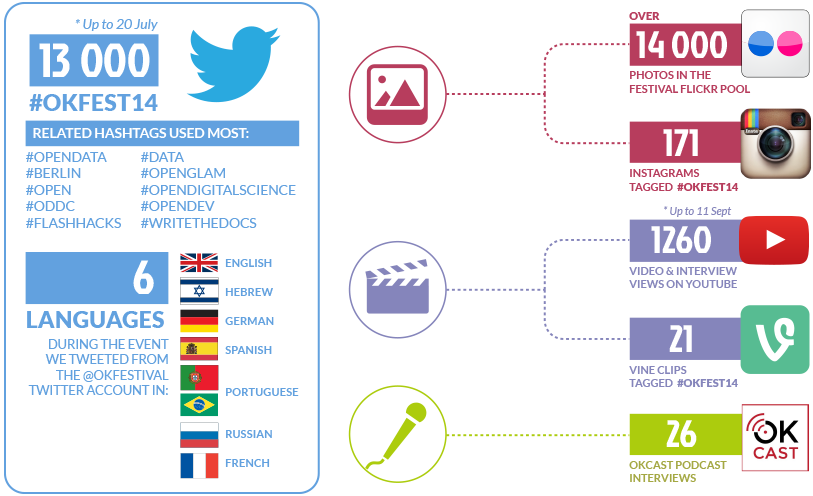 * Up to 20 July
13 000
#OKFEST14
RELATED HASHTAGS USED MOST:
#OPENDATA
#BERLIN
#OPEN
#ODDC
#FLASHHACKS
#DATA
#OPENGLAM
#OPENDIGITALSCIENCE
#OPENDEV
#WRITETHEDOCS
6
LANGUAGES
DURING THE EVENT
WE TWEETED FROM
THE @OKFESTIVAL
TWITTER ACCOUNT IN:
ENGLISH
HEBREW
GERMAN
SPANISH
PORTUGUESE
RUSSIAN
FRENCH
OVER
14 000
PHOTOS IN THE
FESTIVAL FLICKR POOL
171
INSTAGRAMS
TAGGED #OKFEST14
* Up to 11 Sept
1260
VIDEO & INTERVIEW
VIEWS ON YOUTUBE
21
VINE CLIPS
TAGGED #OKFEST14
26
OKCAST PODCAST
INTERVIEWS
OK
CAST